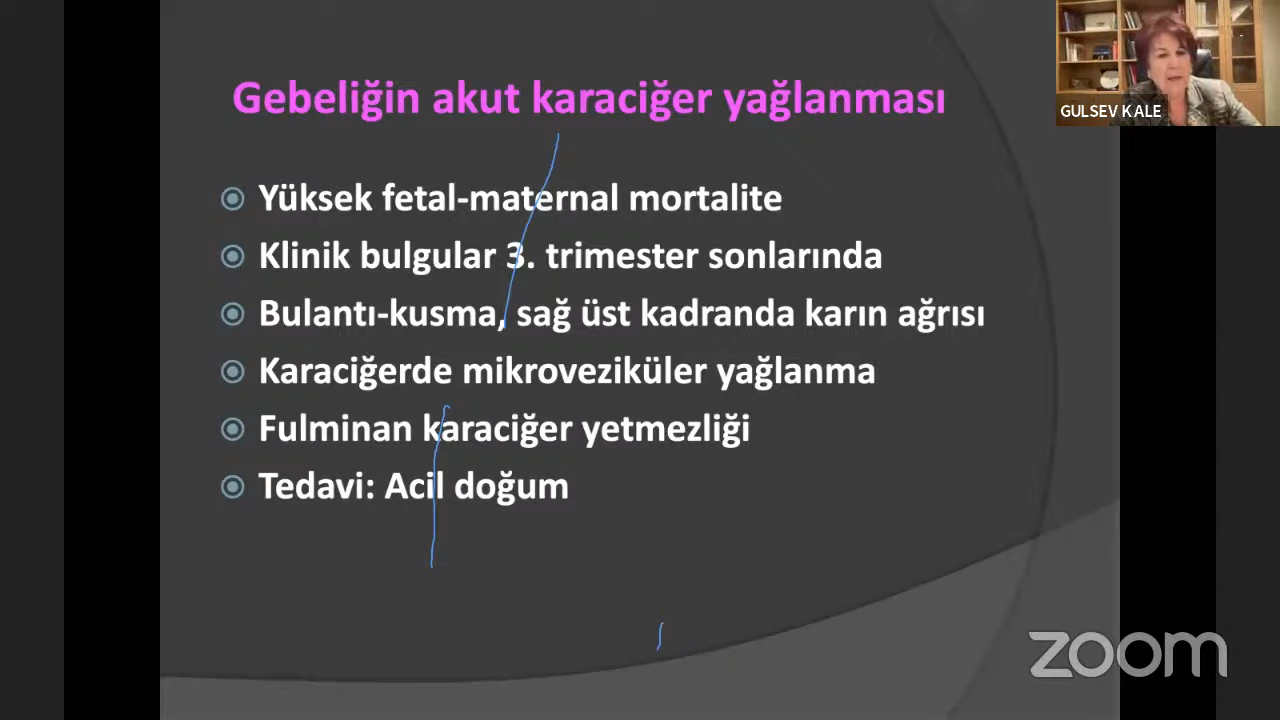 Gebeliğin akut karaciğer yağlanması
GULSEV KALE
Yüksek fetal-maternal mortalite
Klinik bulgular 3. trimester sonlarında
Bulantı-kusma, sağ üst kadranda karın ağrısı
Karaciğerde mikroveziküler yağlanma
Fulminan karaciğer yetmezliği
Tedavi: Acil doğum
zoom